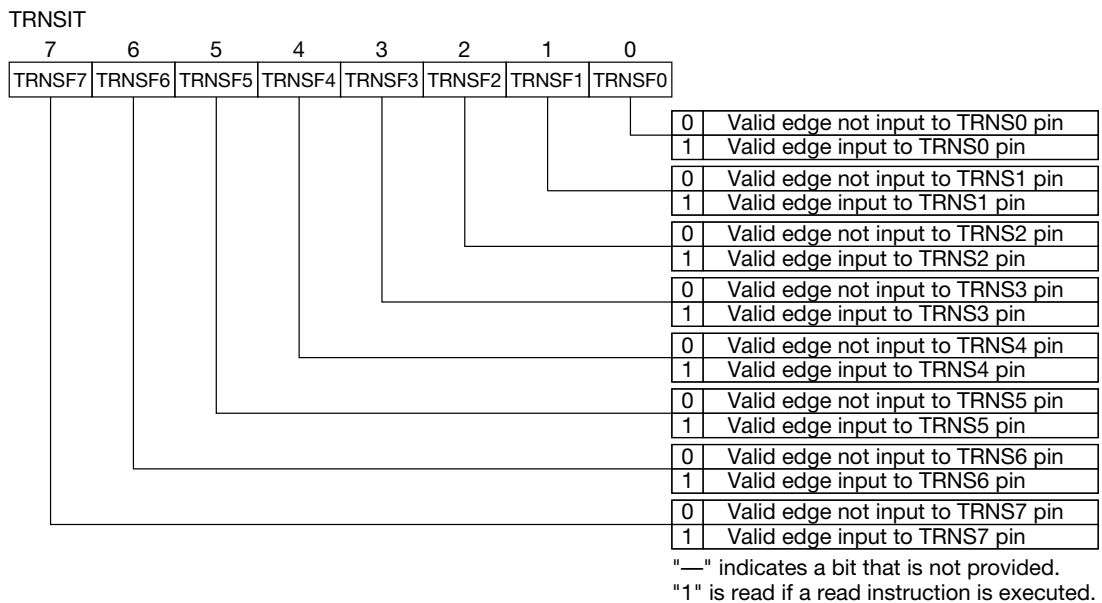 TRNSIT
7 6 5 4 3 2 1 0
TRNSF7 TRNSF6 TRNSF5 TRNSF4 TRNSF3 TRNSF2 TRNSF1 TRNSF0
0 Valid edge not input to TRNS0 pin
1 Valid edge input to TRNS0 pin
0 Valid edge not input to TRNS1 pin
1 Valid edge input to TRNS1 pin
0 Valid edge not input to TRNS2 pin
1 Valid edge input to TRNS2 pin
0 Valid edge not input to TRNS3 pin
1 Valid edge input to TRNS3 pin
0 Valid edge not input to TRNS4 pin
1 Valid edge input to TRNS4 pin
0 Valid edge not input to TRNS5 pin
1 Valid edge input to TRNS5 pin
0 Valid edge not input to TRNS6 pin
1 Valid edge input to TRNS6 pin
0 Valid edge not input to TRNS7 pin
1 Valid edge input to TRNS7 pin
"—" indicates a bit that is not provided.
"1" is read if a read instruction is executed.